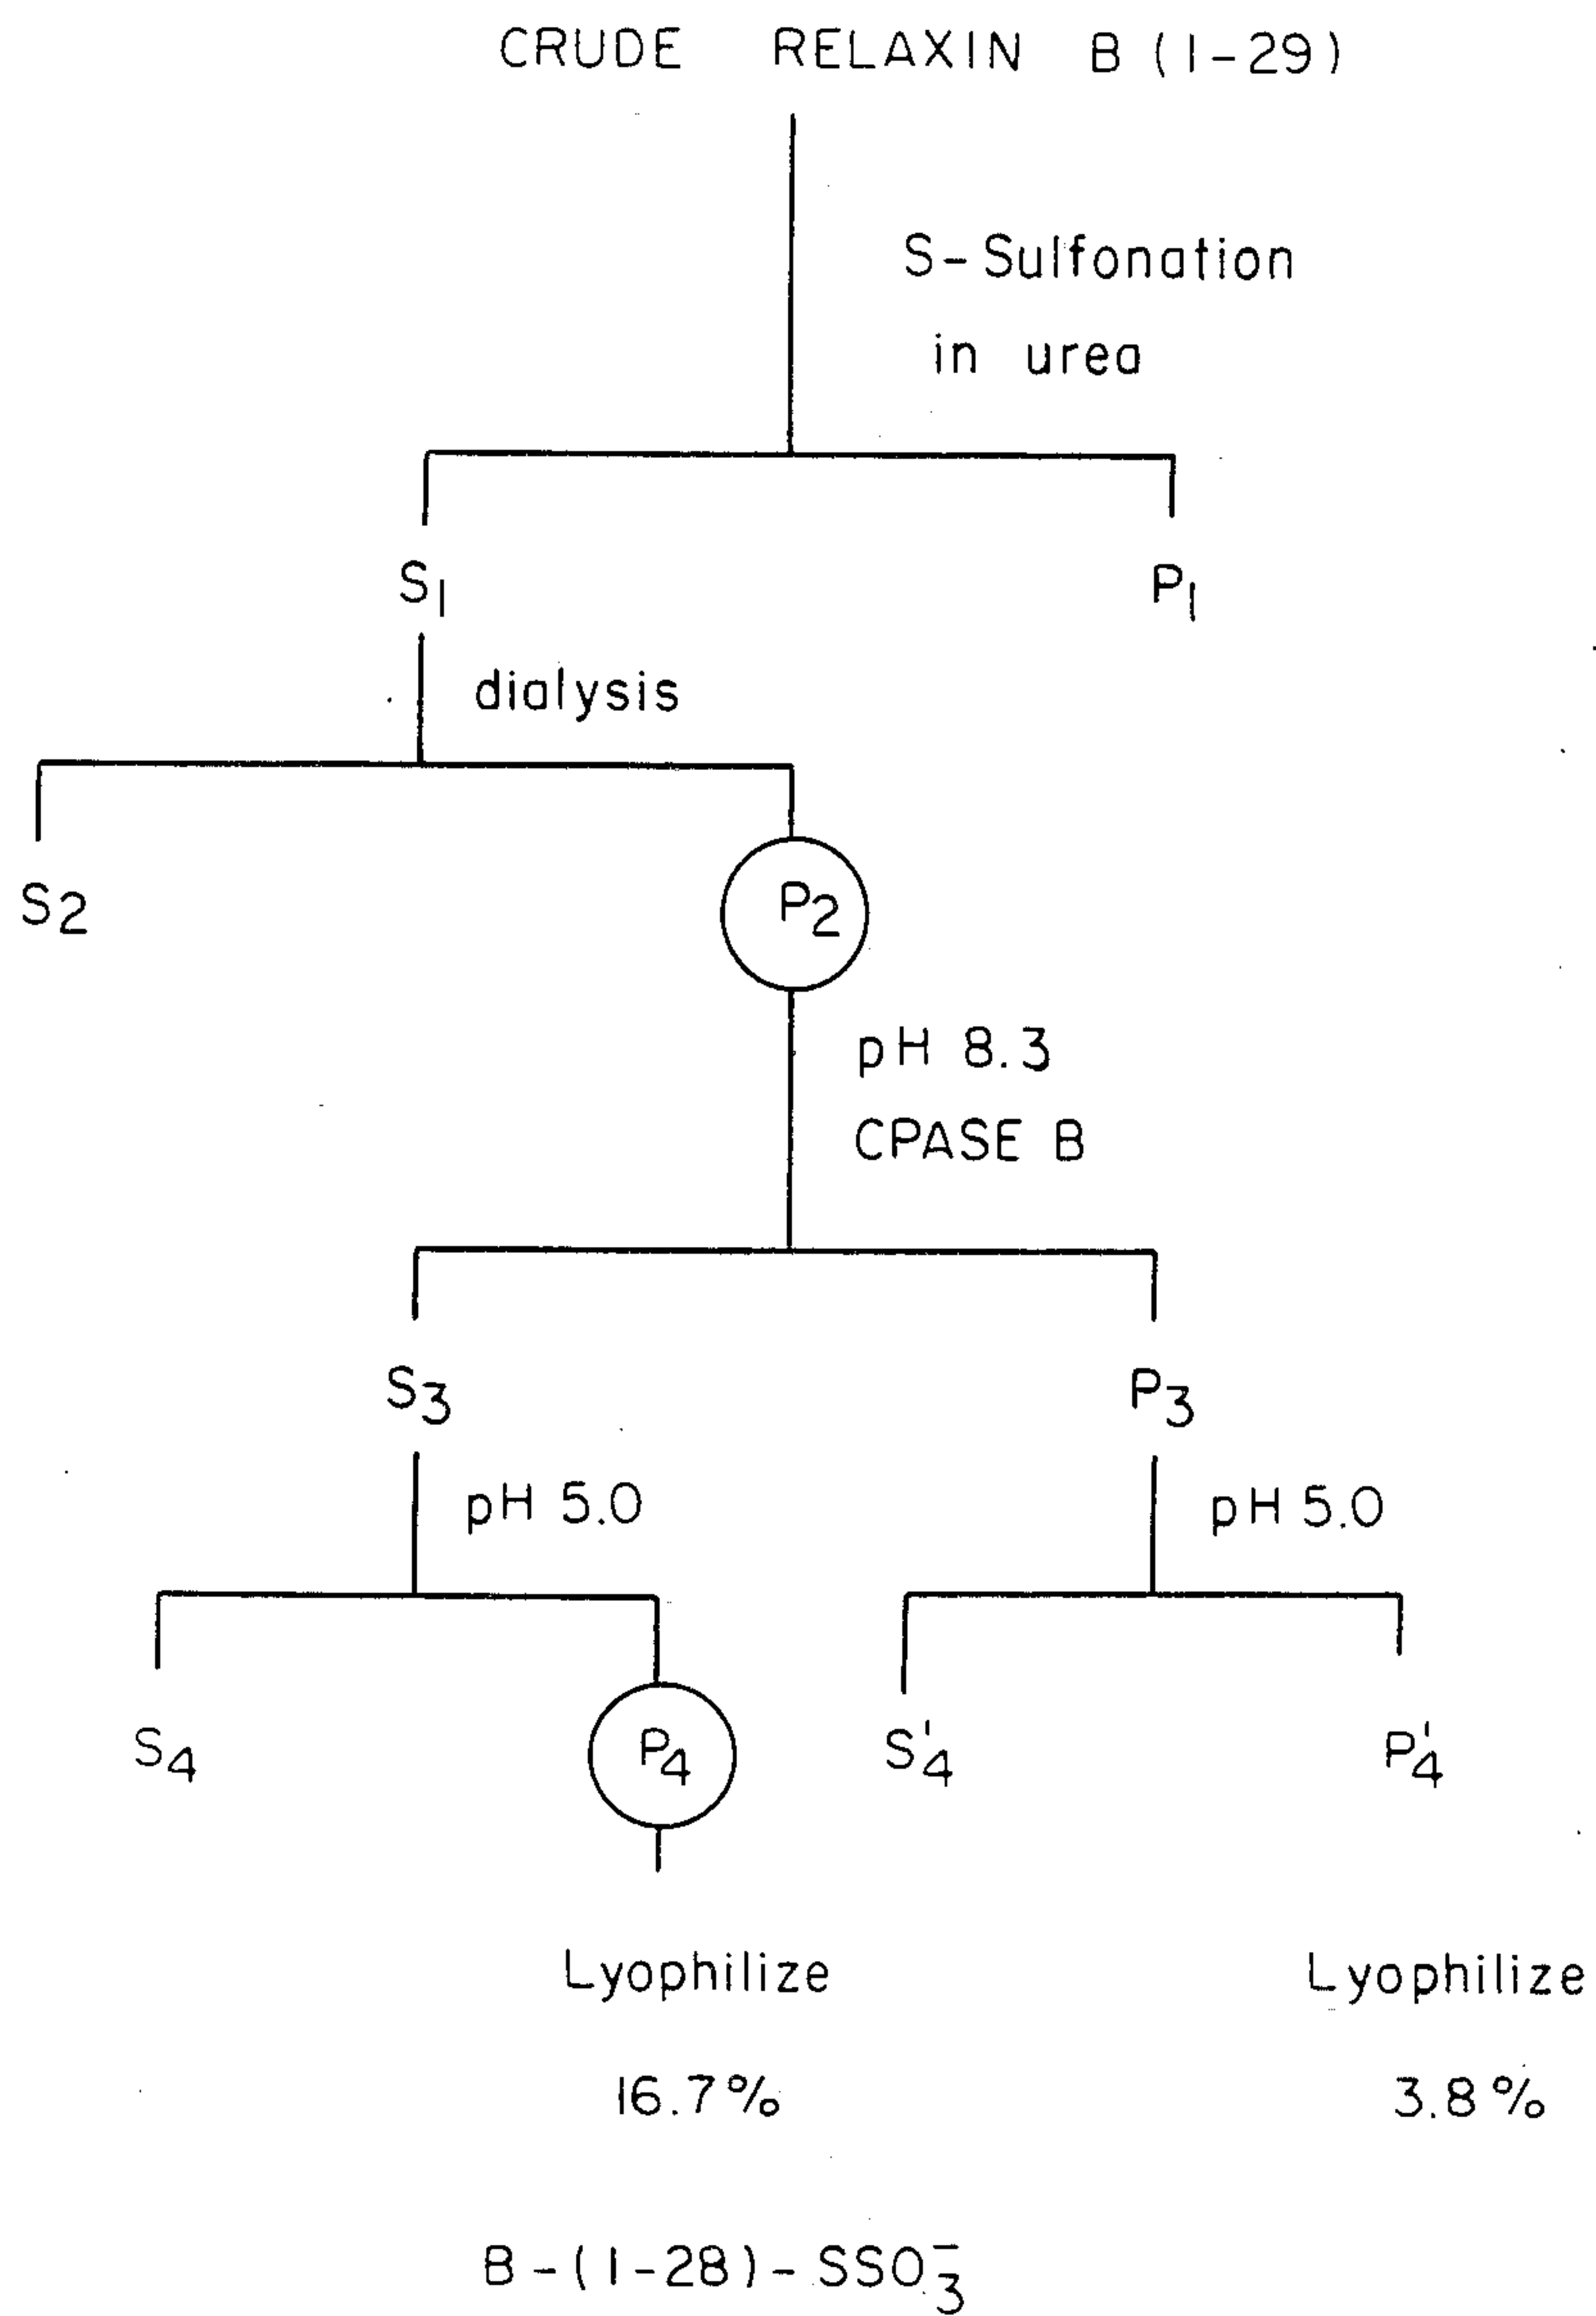 CRUDE RELAXIN B (1-29)
S-Sulfonation
in urea
S1 P1
dialysis
S2 P2
pH 8.3
CPASE B
S3 P3
pH 5.0 pH 5.0
S4 P4 S'4 P'4
Lyophilize Lyophilize
16.7% 3.8%
B-(1-28)-SSO3−